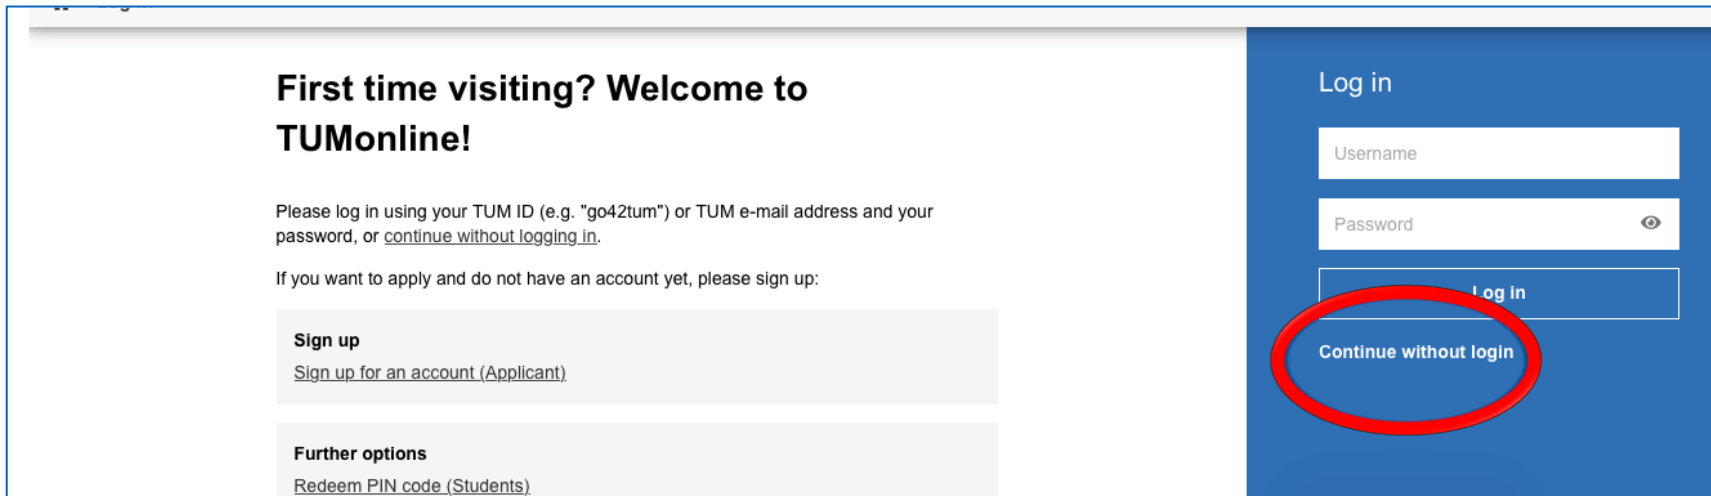 First time visiting? Welcome to
TUMonline!
Please log in using your TUM ID (e.g. "go42tum") or TUM e-mail address and your
password, or continue without logging in.
If you want to apply and do not have an account yet, please sign up:
Sign up
Sign up for an account (Applicant)
Further options
Redeem PIN code (Students)
Log in
Username
Password
Log in
Continue without login